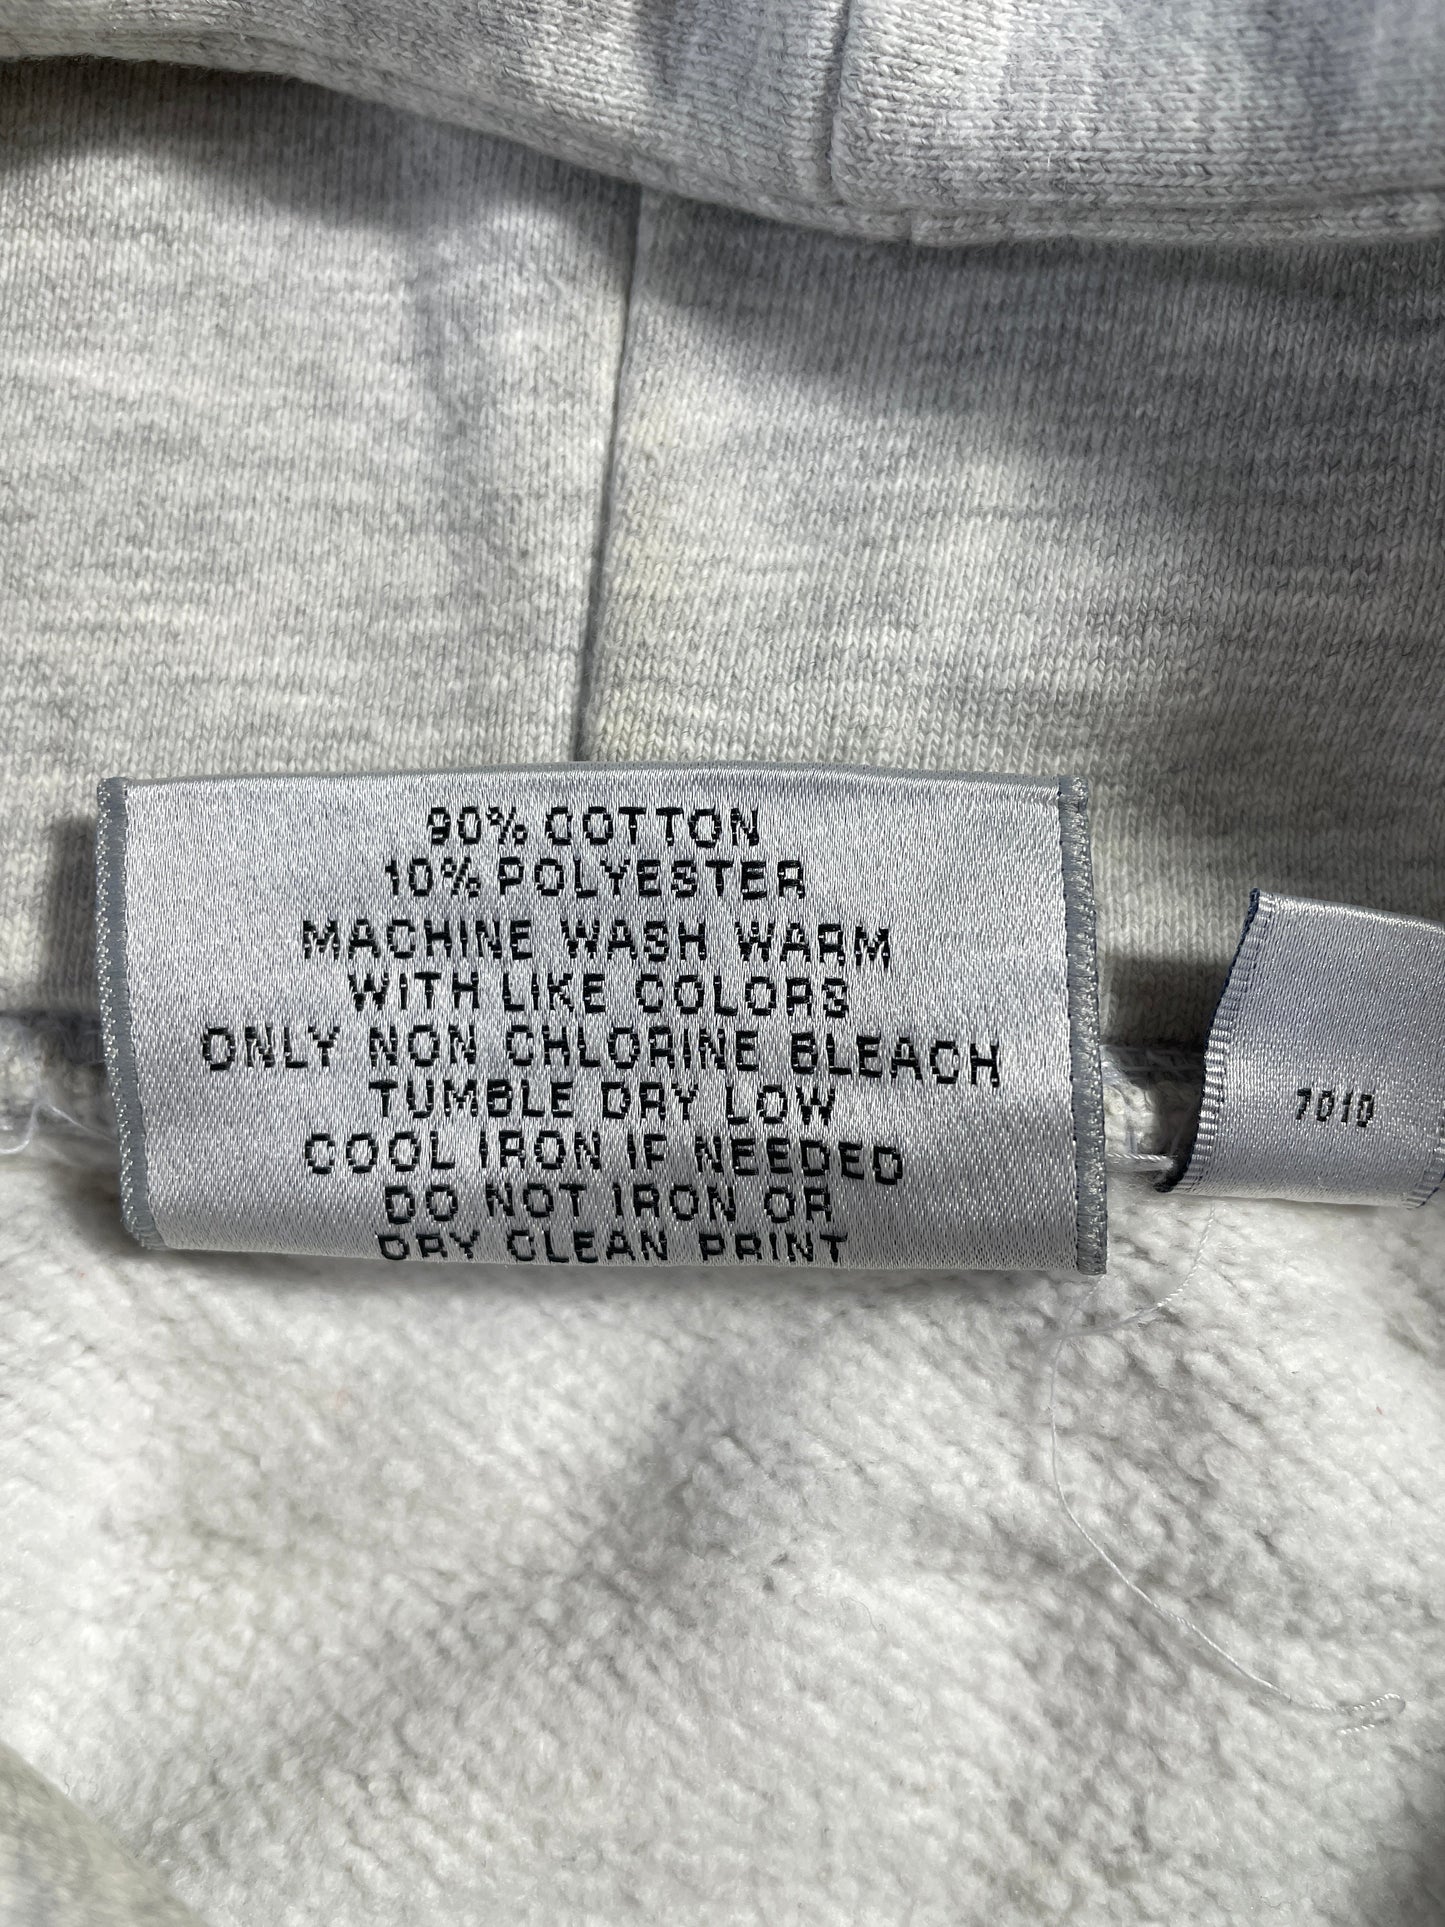 90% COTTON
10% POLYESTER
MACHINE WASH WARM
WITH LIKE COLORS
ONLY NON CHLORINE BLEACH
TUMBLE DRY LOW
COOL IRON IF NEEDED
DO NOT IRON OR
DRY CLEAN PRINT
7010